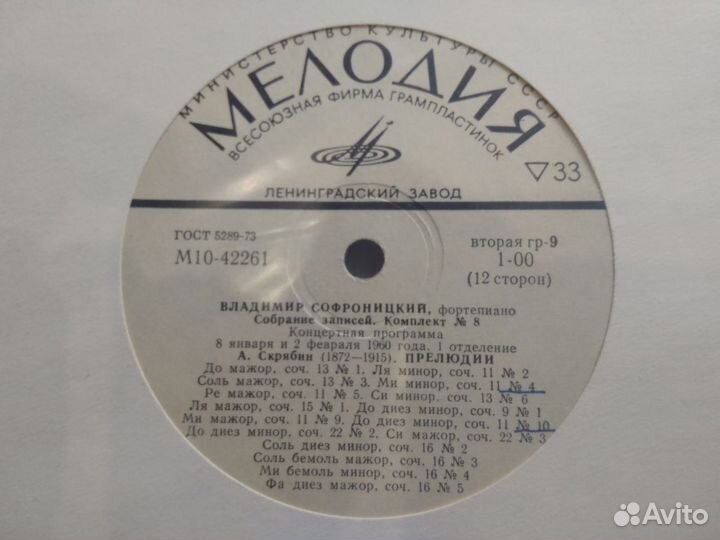 МИНИСТЕРСТВО КУЛЬТУРЫ СССР
МЕЛОДИЯ
ВСЕСОЮЗНАЯ ФИРМА ГРАМПЛАСТИНОК
▽33
ЛЕНИНГРАДСКИЙ ЗАВОД
ГОСТ 5289-73
М10-42261
вторая гр-9
1-00
(12 сторон)
ВЛАДИМИР СОФРОНИЦКИЙ, фортепиано
Собрание записей. Комплект № 8
Концертная программа
8 января и 2 февраля 1960 года. 1 отделение
А. Скрябин (1872—1915). ПРЕЛЮДИИ
До мажор, соч. 13 № 1. Ля минор, соч. 11 № 2
Соль мажор, соч. 13 № 3. Ми минор, соч. 11 № 4
Ре мажор, соч. 11 № 5. Си минор, соч. 13 № 6
Ля мажор, соч. 15 № 1. До диез минор, соч. 9 № 1
Ми мажор, соч. 11 № 9. До диез минор, соч. 11 № 10
До диез минор, соч. 22 № 2. Си мажор, соч. 22 № 3
Соль диез минор, соч. 16 № 2
Соль бемоль мажор, соч. 16 № 3
Ми бемоль минор, соч. 16 № 4
Фа диез мажор, соч. 16 № 5
Avito